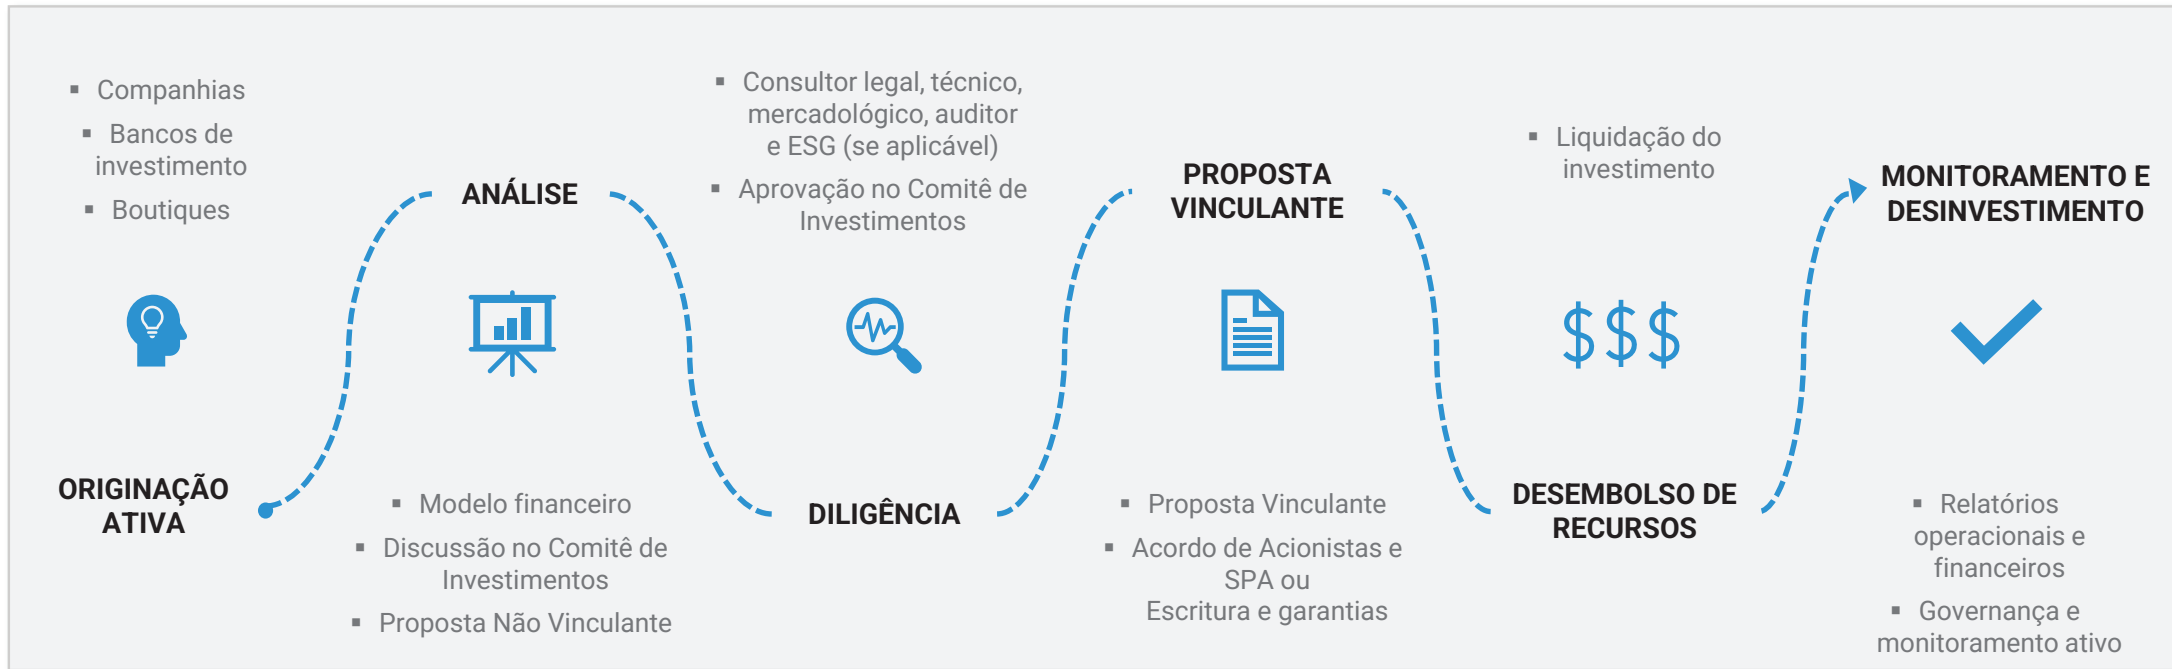 ▪ Companhias
▪ Bancos de
investimento
▪ Boutiques
ORIGINAÇÃO
ATIVA
ANÁLISE
▪ Modelo financeiro
▪ Discussão no Comitê de
Investimentos
▪ Proposta Não Vinculante
▪ Consultor legal, técnico,
mercadológico, auditor
e ESG (se aplicável)
▪ Aprovação no Comitê de
Investimentos
DILIGÊNCIA
PROPOSTA
VINCULANTE
▪ Proposta Vinculante
▪ Acordo de Acionistas e
SPA ou
Escritura e garantias
▪ Liquidação do
investimento
$$$
DESEMBOLSO DE
RECURSOS
MONITORAMENTO E
DESINVESTIMENTO
▪ Relatórios
operacionais e
financeiros
▪ Governança e
monitoramento ativo